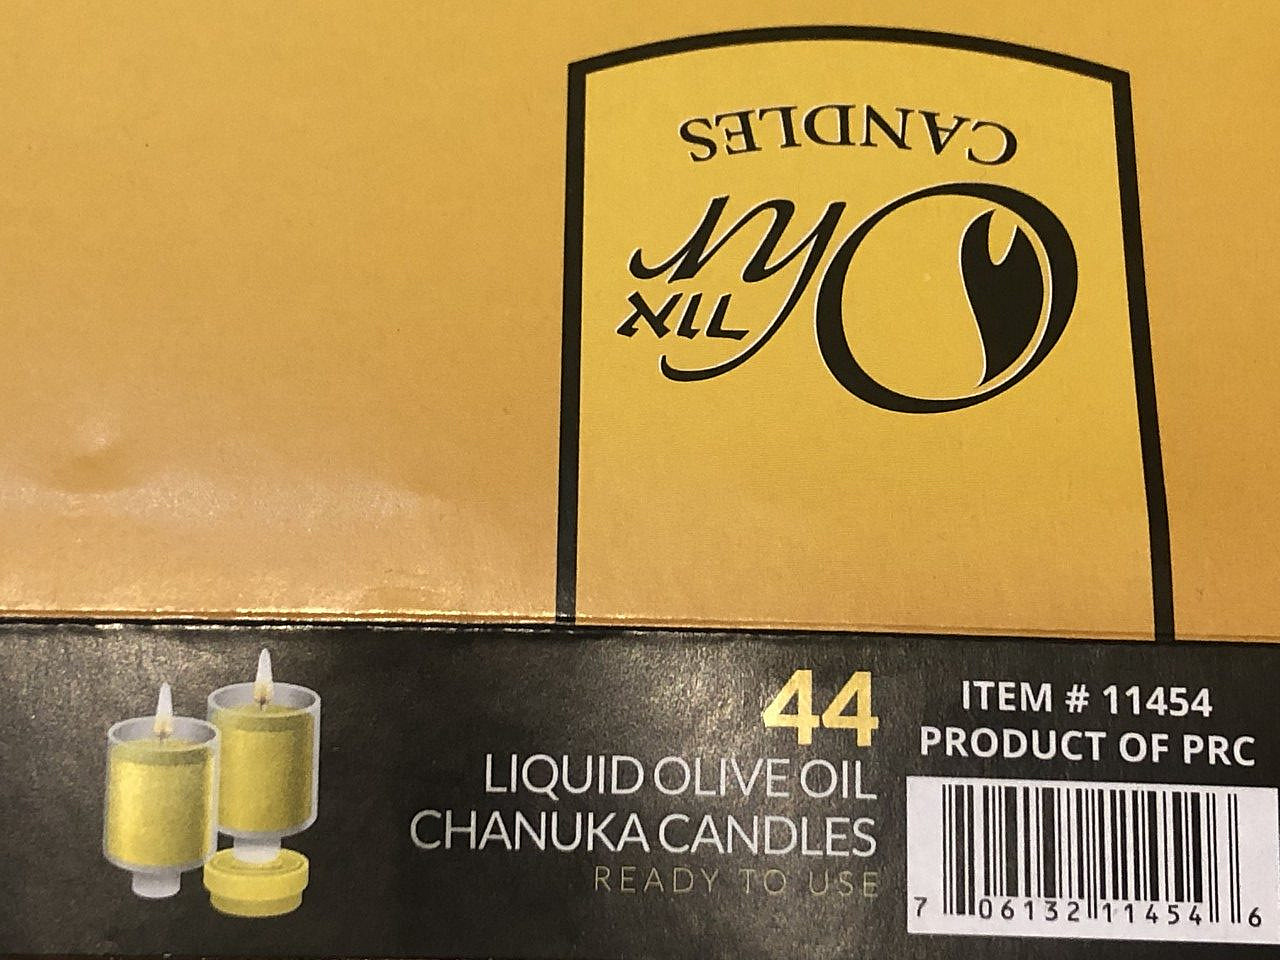 Ohr
אור
CANDLES
44
LIQUID OLIVE OIL
CHANUKA CANDLES
READY TO USE
ITEM # 11454
PRODUCT OF PRC
7 06132 11454 6